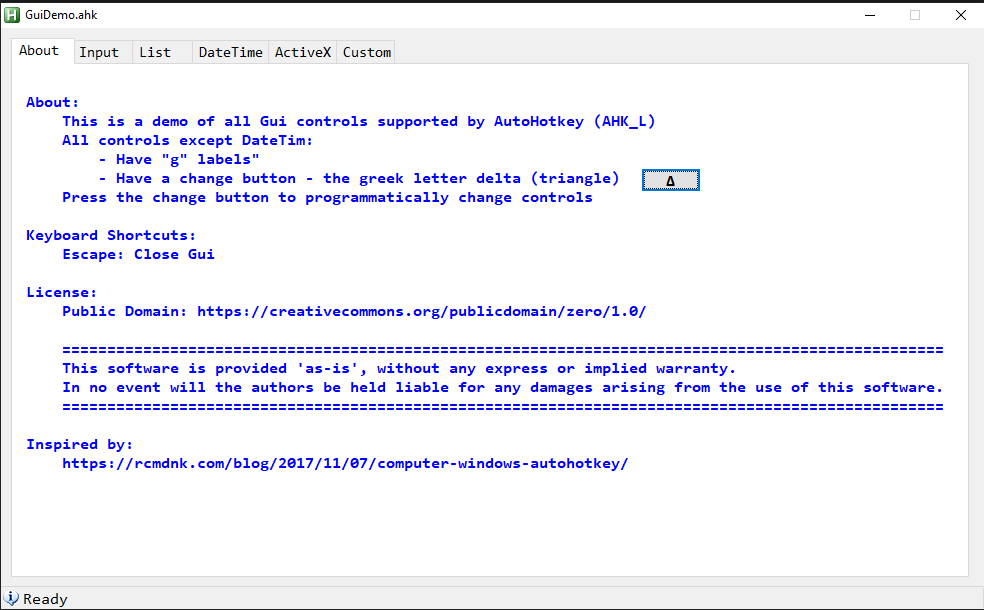 GuiDemo.ahk
About Input List DateTime ActiveX Custom
About:
This is a demo of all Gui controls supported by AutoHotkey (AHK_L)
All controls except DateTim:
- Have "g" labels"
- Have a change button - the greek letter delta (triangle) Δ
Press the change button to programmatically change controls
Keyboard Shortcuts:
Escape: Close Gui
License:
Public Domain: https://creativecommons.org/publicdomain/zero/1.0/
==================================================================================================
This software is provided 'as-is', without any express or implied warranty.
In no event will the authors be held liable for any damages arising from the use of this software.
==================================================================================================
Inspired by:
https://rcmdnk.com/blog/2017/11/07/computer-windows-autohotkey/
Ready